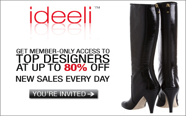 ideeli™
GET MEMBER-ONLY ACCESS TO
TOP DESIGNERS
AT UP TO 80% OFF
NEW SALES EVERY DAY
YOU'RE INVITED